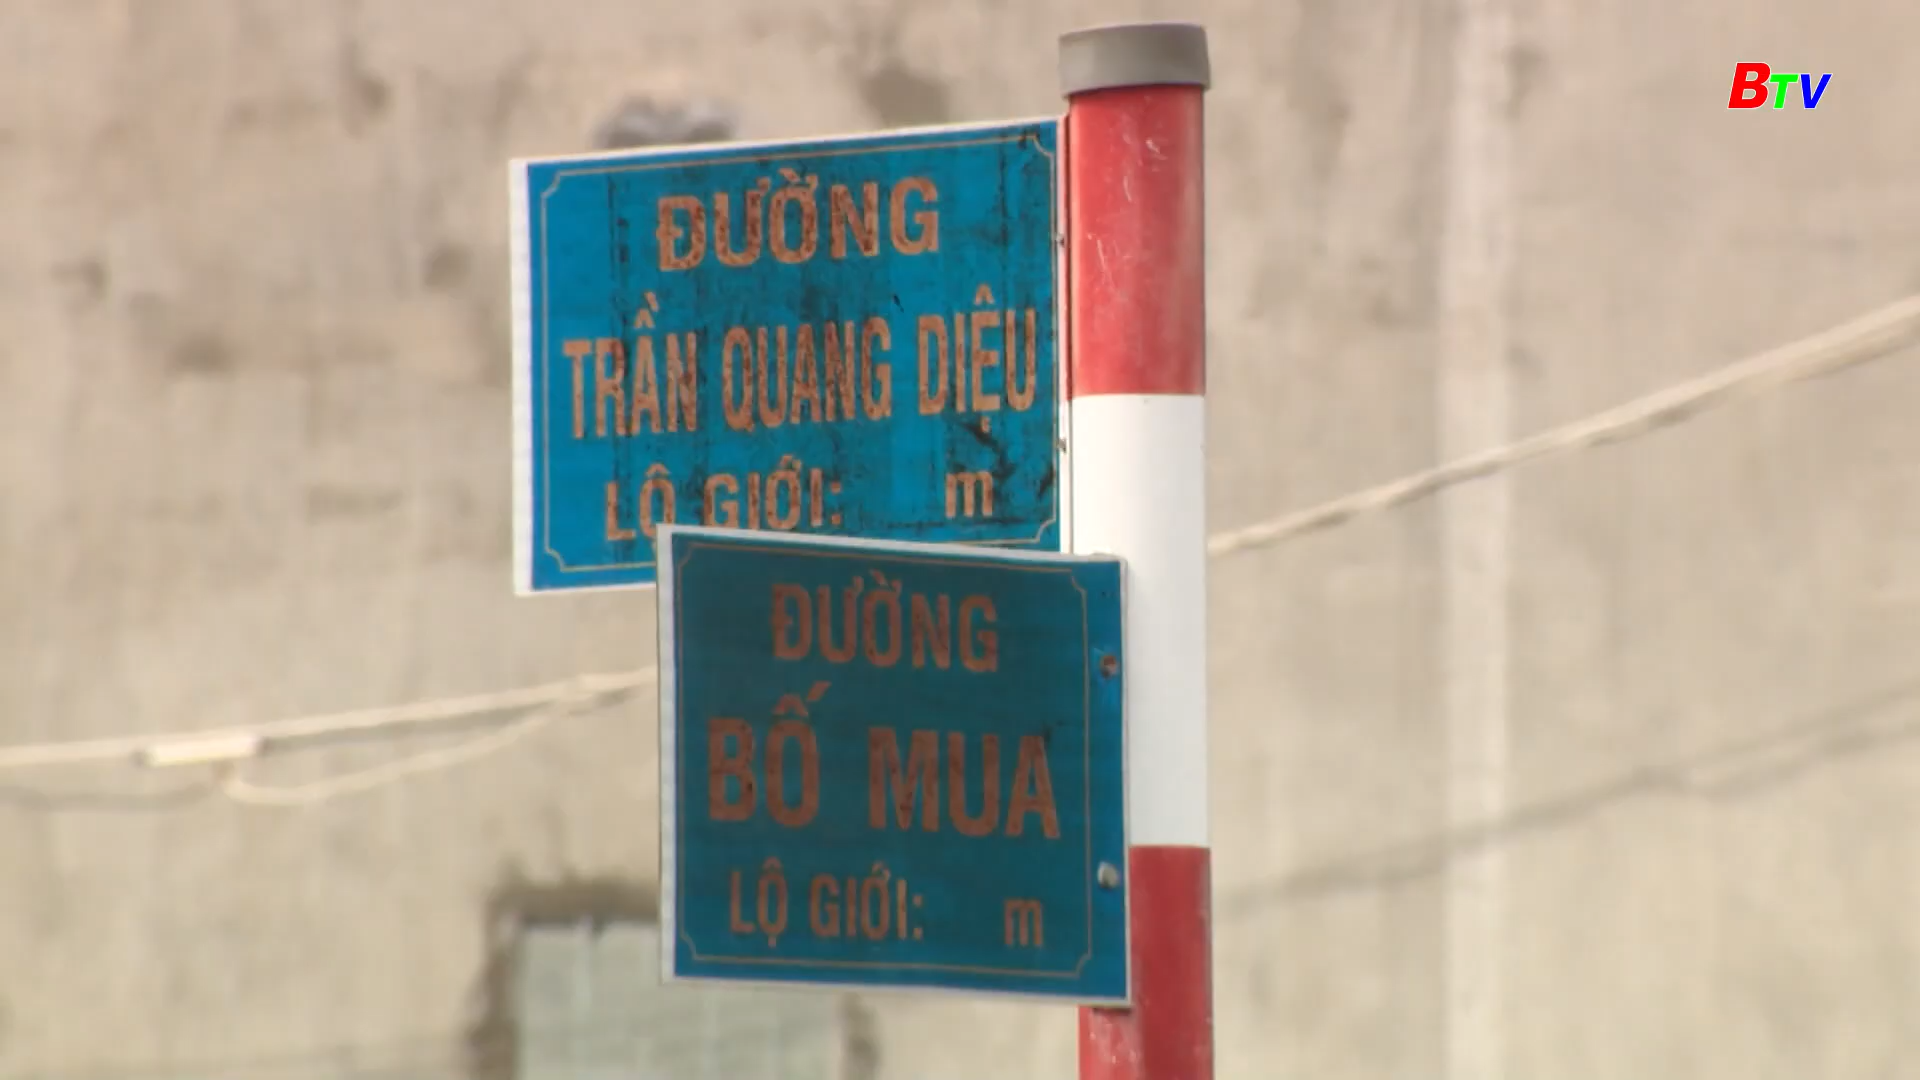 BTV
ĐƯỜNG
TRẦN QUANG DIỆU
LỘ GIỚI: m
ĐƯỜNG
BỐ MUA
LỘ GIỚI: m